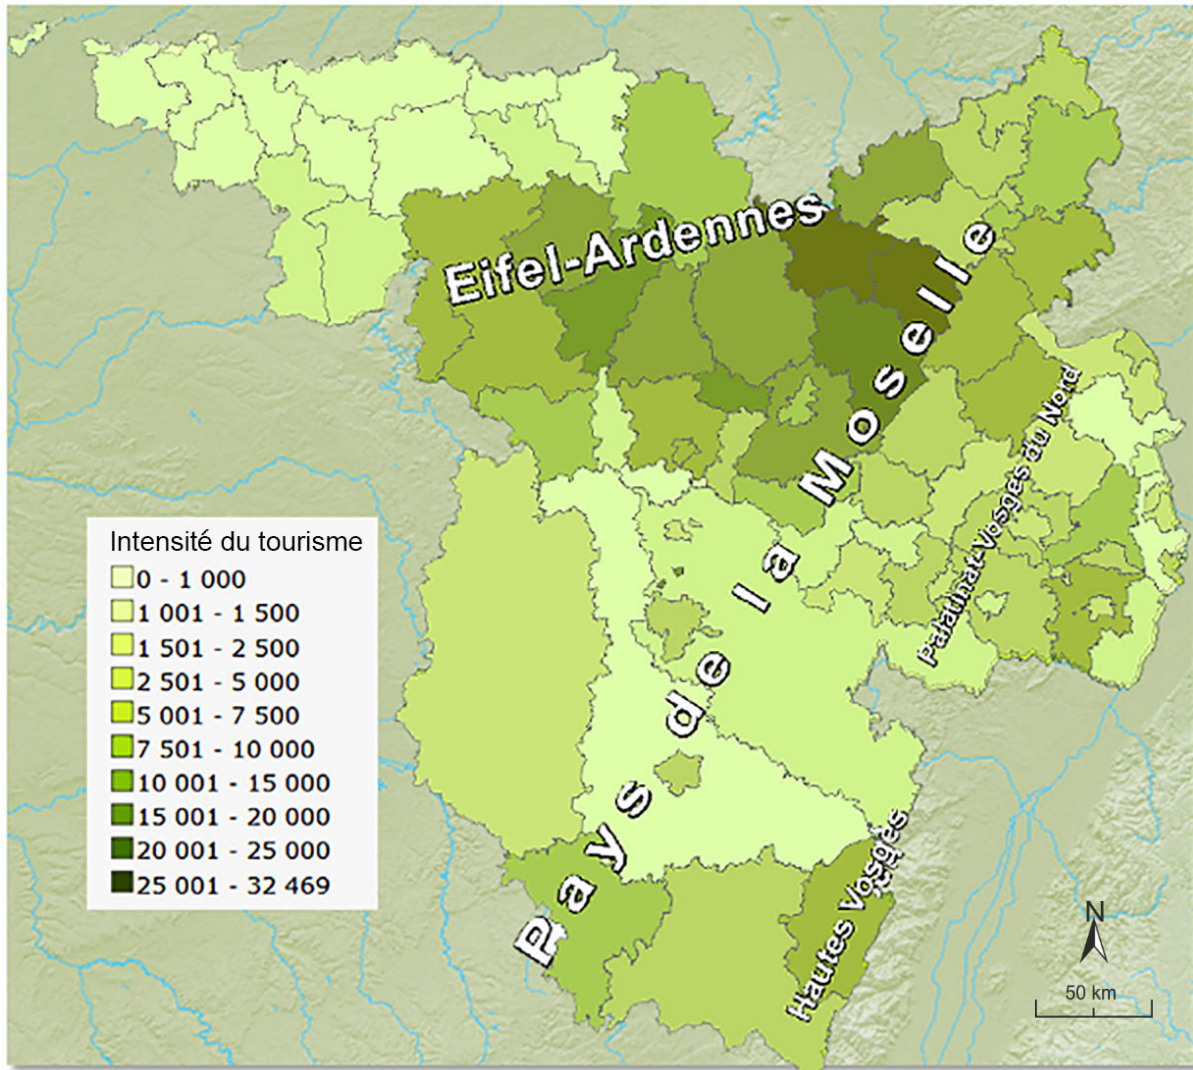 Eifel-Ardennes
Pays de la Moselle
Palatinat-Vosges du Nord
Hautes Vosges
Intensité du tourisme
0 - 1 000
1 001 - 1 500
1 501 - 2 500
2 501 - 5 000
5 001 - 7 500
7 501 - 10 000
10 001 - 15 000
15 001 - 20 000
20 001 - 25 000
25 001 - 32 469
N
50 km